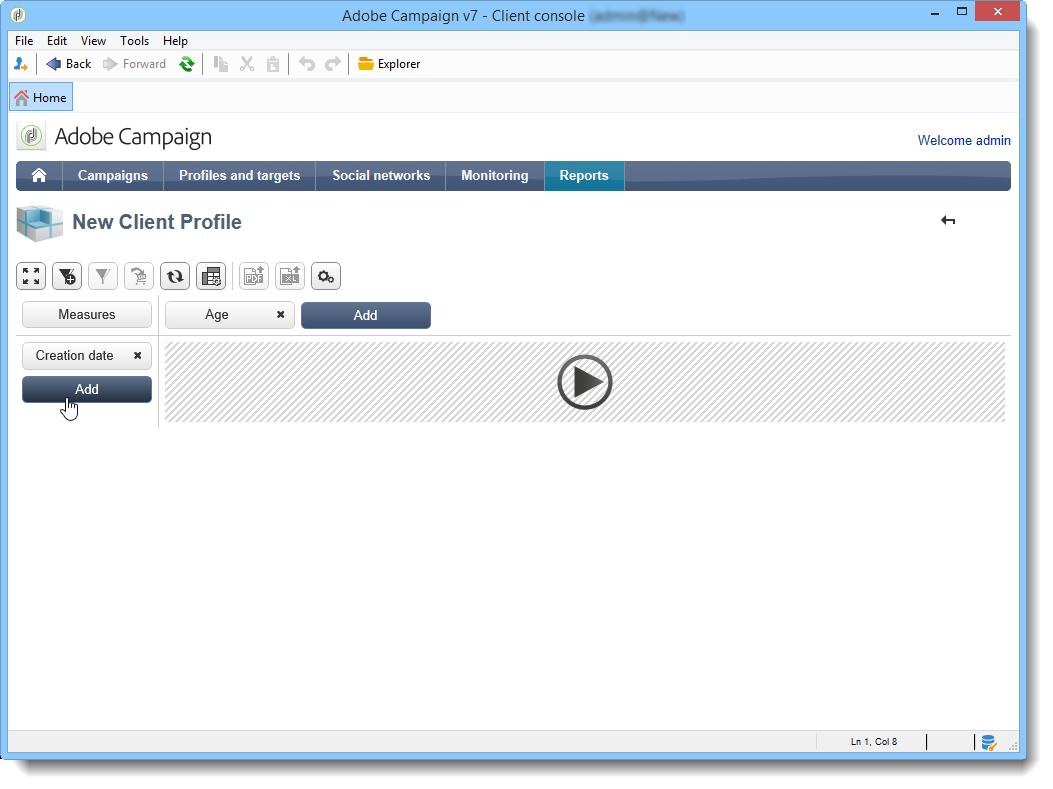 Adobe Campaign v7 - Client console
File Edit View Tools Help
Back Forward Explorer
Home
Adobe Campaign
Welcome admin
Campaigns Profiles and targets Social networks Monitoring Reports
New Client Profile
PDF XL
Measures Age Add
Creation date
Add
Ln 1, Col 8